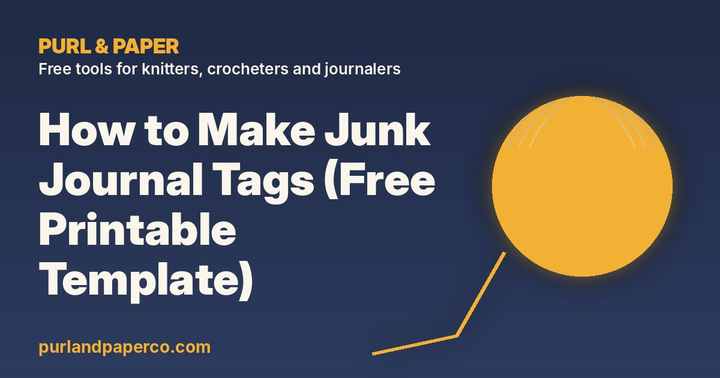 PURL & PAPER
Free tools for knitters, crocheters and journalers
How to Make Junk
Journal Tags (Free
Printable
Template)
purlandpaperco.com